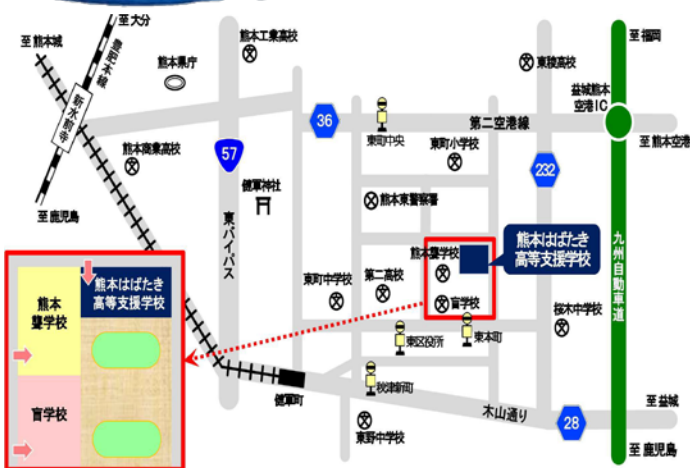 至大分
至熊本城
豊肥本線
新水前寺
至鹿児島
熊本県庁
熊本工業高校
東稜高校
至福岡
益城熊本
空港IC
至熊本空港
36
第二空港線
東町中央
東町小学校
熊本商業高校
57
東バイパス
健軍神社
熊本東警察署
232
熊本聾学校
熊本はばたき
高等支援学校
九州自動車道
東町中学校
第二高校
盲学校
桜木中学校
東区役所
東本町
秋津新町
健軍町
木山通り
28
至益城
東野中学校
至鹿児島
熊本
聾学校
熊本はばたき
高等支援学校
盲学校